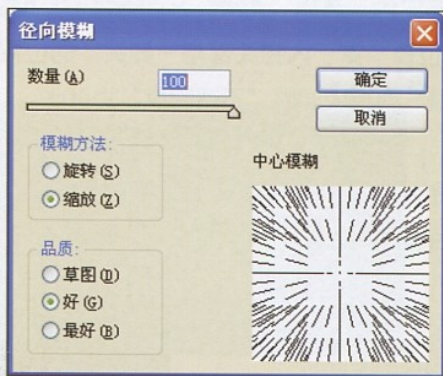 径向模糊
数量(A) 100
确定
取消
模糊方法:
旋转(S)
缩放(Z)
中心模糊
品质:
草图(D)
好(G)
最好(B)